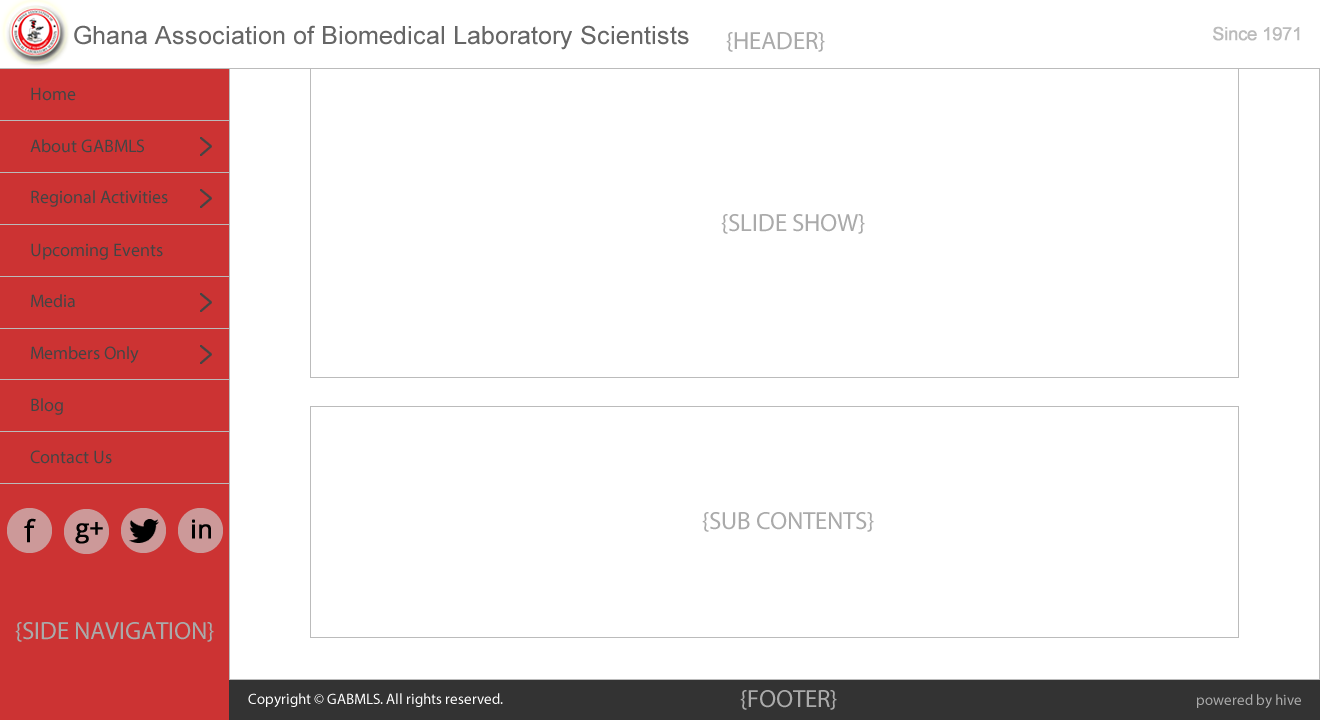 Ghana Association of Biomedical Laboratory Scientists
{HEADER}
Since 1971
Home
About GABMLS
Regional Activities
Upcoming Events
Media
Members Only
Blog
Contact Us
f
g+
in
{SIDE NAVIGATION}
{SLIDE SHOW}
{SUB CONTENTS}
Copyright © GABMLS. All rights reserved.
{FOOTER}
powered by hive